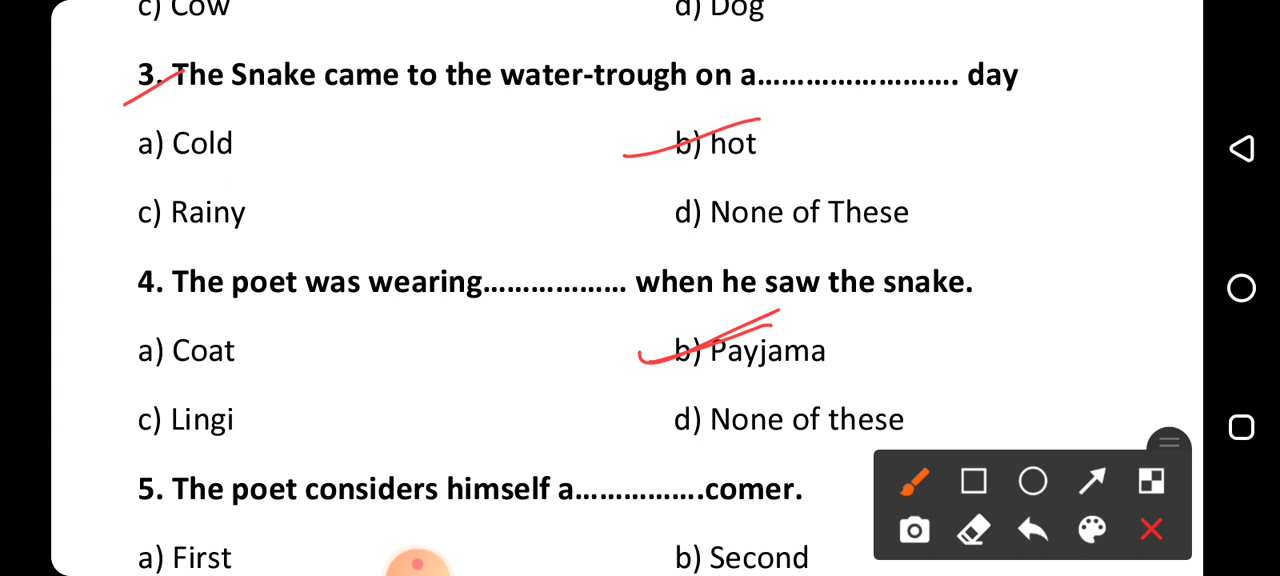 c) Cow d) Dog
3. The Snake came to the water-trough on a......................... day
a) Cold b) hot
c) Rainy d) None of These
4. The poet was wearing.................. when he saw the snake.
a) Coat b) Payjama
c) Lingi d) None of these
5. The poet considers himself a................comer.
a) First b) Second